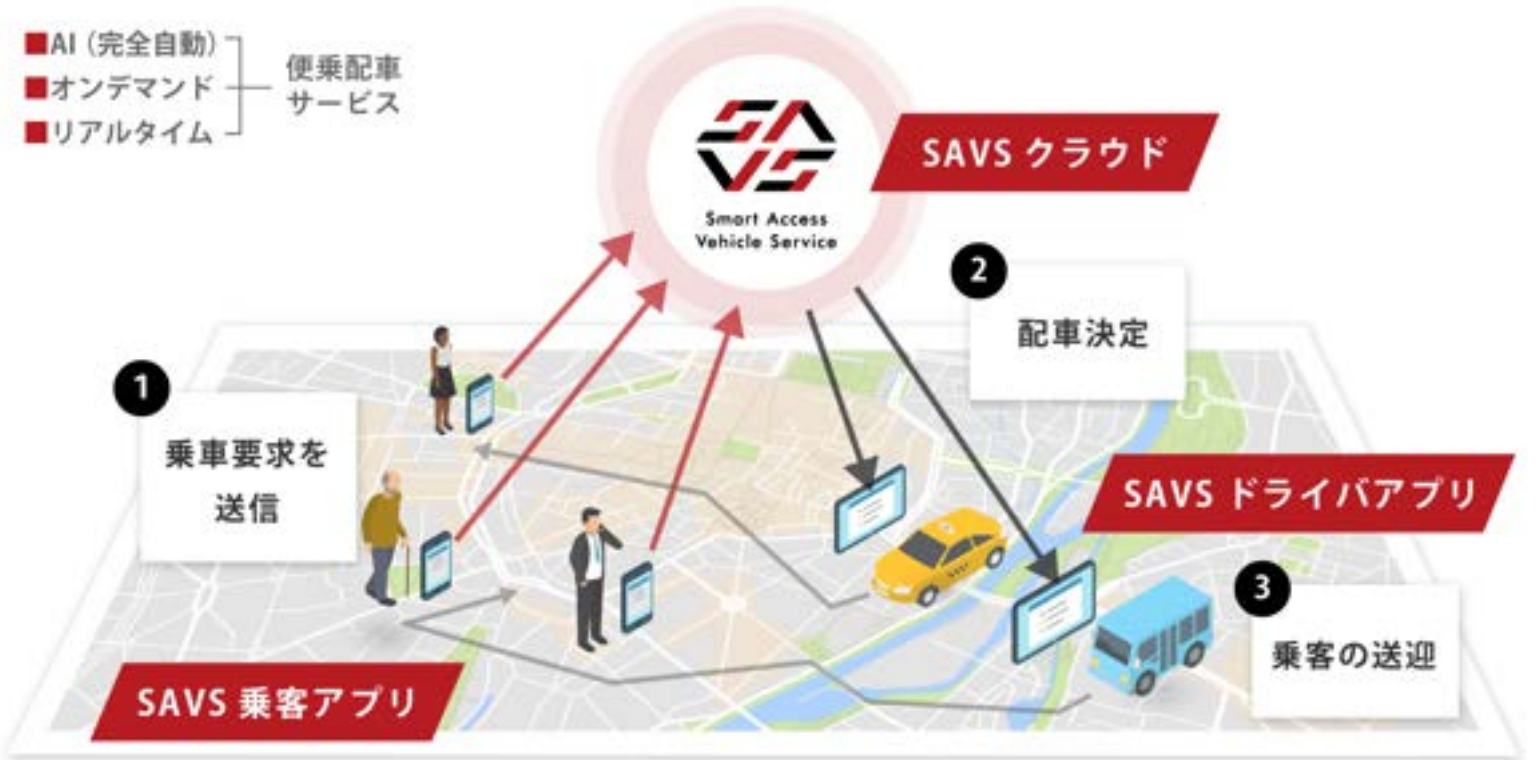 ■AI（完全自動）
■オンデマンド
■リアルタイム
便乗配車
サービス
SAVS
Smart Access
Vehicle Service
SAVS クラウド
1
乗車要求を
送信
2
配車決定
SAVS ドライバアプリ
3
乗客の送迎
SAVS 乗客アプリ